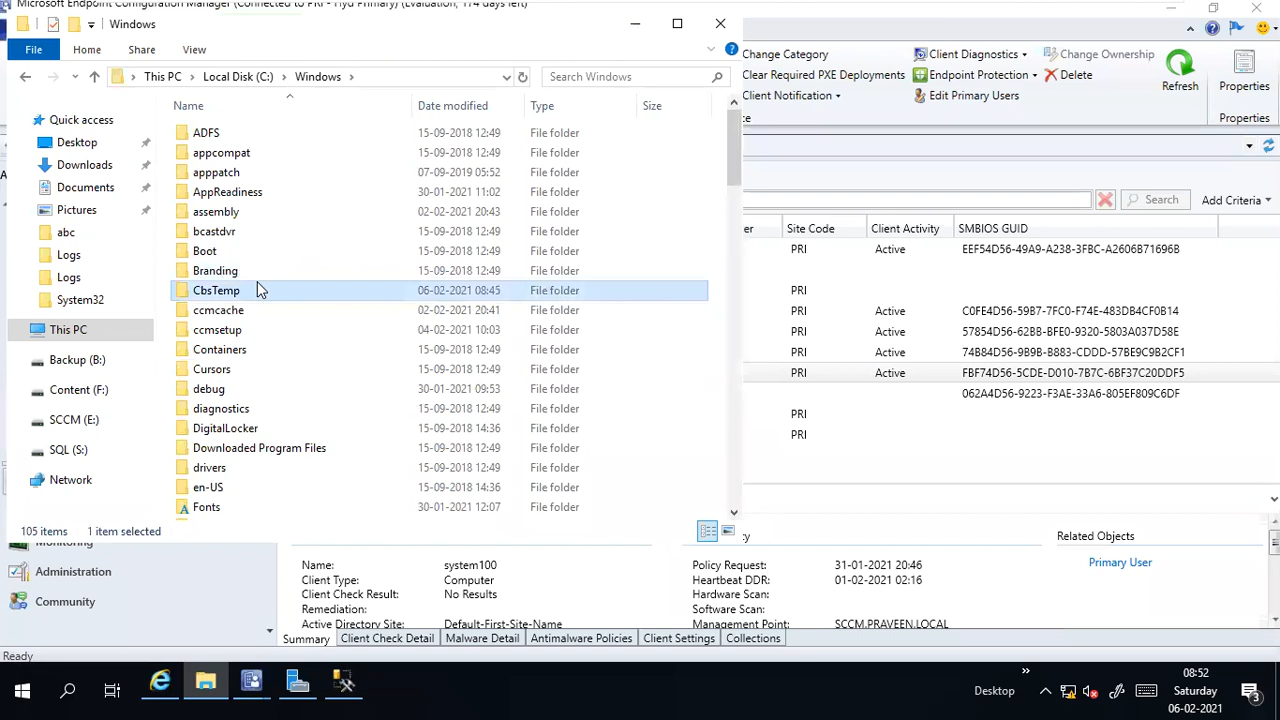 Microsoft Endpoint Configuration Manager (Connected to PRI - Hyd Primary) (Evaluation, 174 days left)
Windows
File Home Share View
This PC > Local Disk (C:) > Windows >
Search Windows
Name Date modified Type Size
Quick access
Desktop
Downloads
Documents
Pictures
abc
Logs
Logs
System32
This PC
Backup (B:)
Content (F:)
SCCM (E:)
SQL (S:)
Network
ADFS 15-09-2018 12:49 File folder
appcompat 15-09-2018 12:49 File folder
apppatch 07-09-2019 05:52 File folder
AppReadiness 30-01-2021 11:02 File folder
assembly 02-02-2021 20:43 File folder
bcastdvr 15-09-2018 12:49 File folder
Boot 15-09-2018 12:49 File folder
Branding 15-09-2018 12:49 File folder
CbsTemp 06-02-2021 08:45 File folder
ccmcache 02-02-2021 20:41 File folder
ccmsetup 04-02-2021 10:03 File folder
Containers 15-09-2018 12:49 File folder
Cursors 15-09-2018 12:49 File folder
debug 30-01-2021 09:53 File folder
diagnostics 15-09-2018 12:49 File folder
DigitalLocker 15-09-2018 14:36 File folder
Downloaded Program Files 15-09-2018 12:49 File folder
drivers 15-09-2018 12:49 File folder
en-US 15-09-2018 14:36 File folder
Fonts 30-01-2021 12:07 File folder
105 items 1 item selected
Change Category Client Diagnostics Change Ownership
Clear Required PXE Deployments Endpoint Protection Delete
Client Notification Edit Primary Users
Refresh Properties
Properties
Search Add Criteria
Site Code Client Activity SMBIOS GUID
PRI Active EEF54D56-49A9-A238-3FBC-A2606B71696B
PRI
PRI Active C0FE4D56-59B7-7FC0-F74E-483DB4CF0B14
PRI Active 57854D56-62BB-BFE0-9320-5803A037D58E
PRI Active 74B84D56-9B9B-B883-CDDD-57BE9C9B2CF1
PRI Active FBF74D56-5CDE-D010-7B7C-6BF37C20DDF5
062A4D56-9223-F3AE-33A6-805EF809C6DF
PRI
PRI
Monitoring
Administration
Community
Name: system100
Client Type: Computer
Client Check Result: No Results
Remediation:
Active Directory Site: Default-First-Site-Name
Policy Request: 31-01-2021 20:46
Heartbeat DDR: 01-02-2021 02:16
Hardware Scan:
Software Scan:
Management Point: SCCM.PRAVEEN.LOCAL
Related Objects
Primary User
Summary Client Check Detail Malware Detail Antimalware Policies Client Settings Collections
Ready
Desktop
08:52
Saturday
06-02-2021
3